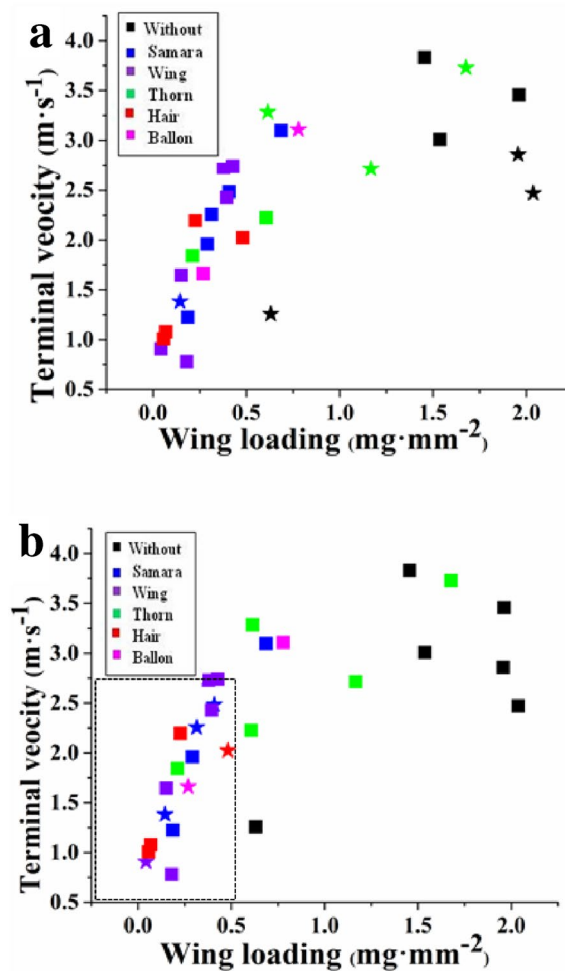 a
Without
Samara
Wing
Thorn
Hair
Ballon
4.0
3.5
3.0
2.5
2.0
1.5
1.0
0.5
Terminal veocity (m·s⁻¹)
0.0 0.5 1.0 1.5 2.0
Wing loading (mg·mm⁻²)
b
Without
Samara
Wing
Thorn
Hair
Ballon
4.0
3.5
3.0
2.5
2.0
1.5
1.0
0.5
Terminal veocity (m·s⁻¹)
0.0 0.5 1.0 1.5 2.0
Wing loading (mg·mm⁻²)